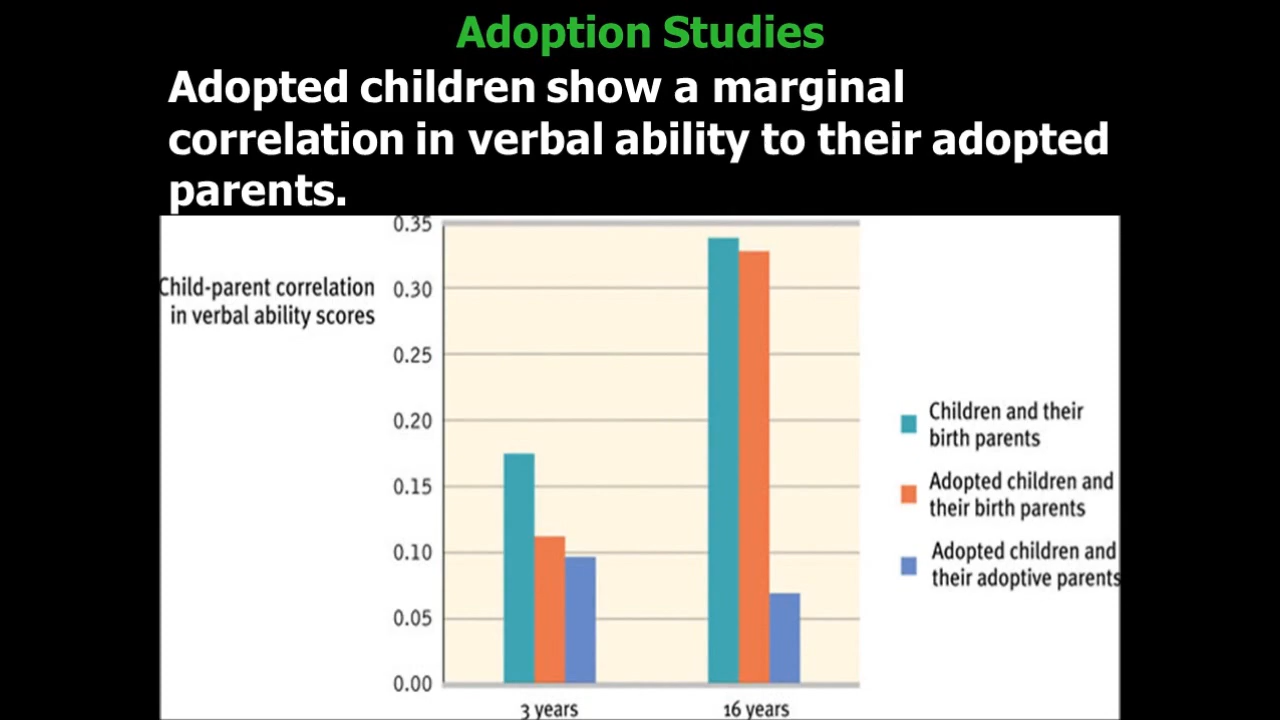 Adoption Studies
Adopted children show a marginal
correlation in verbal ability to their adopted
parents.
Child-parent correlation
in verbal ability scores
0.35
0.30
0.25
0.20
0.15
0.10
0.05
0.00
3 years
16 years
Children and their
birth parents
Adopted children and
their birth parents
Adopted children and
their adoptive parents